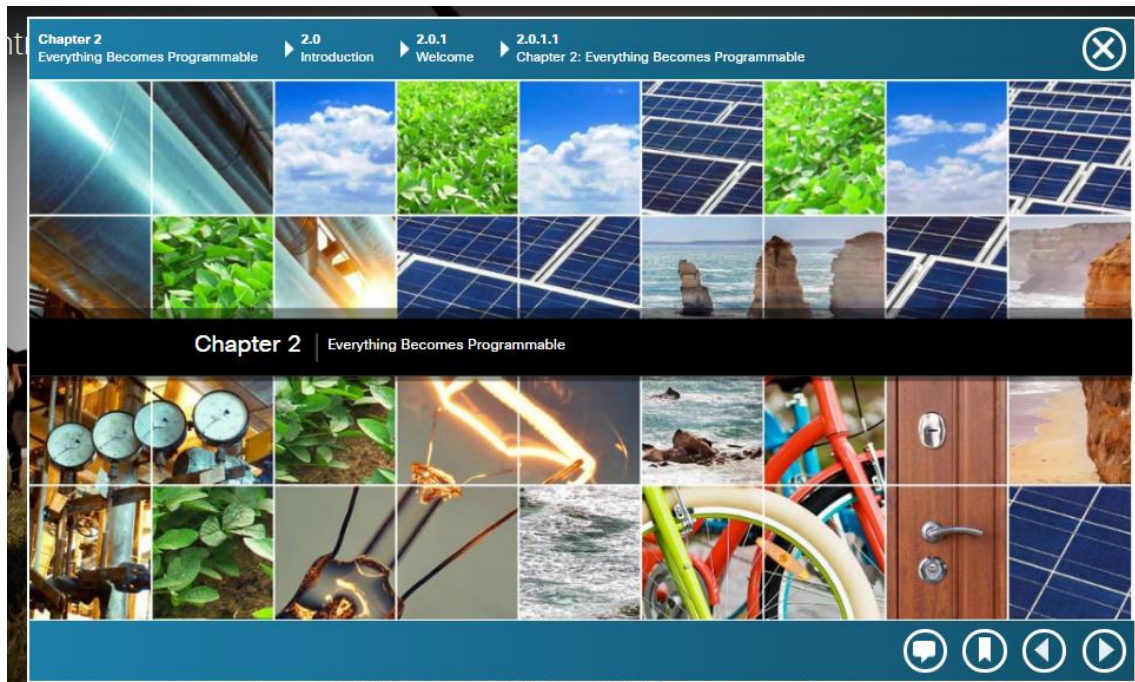 Chapter 2
Everything Becomes Programmable
2.0
Introduction
2.0.1
Welcome
2.0.1.1
Chapter 2: Everything Becomes Programmable
Chapter 2
Everything Becomes Programmable